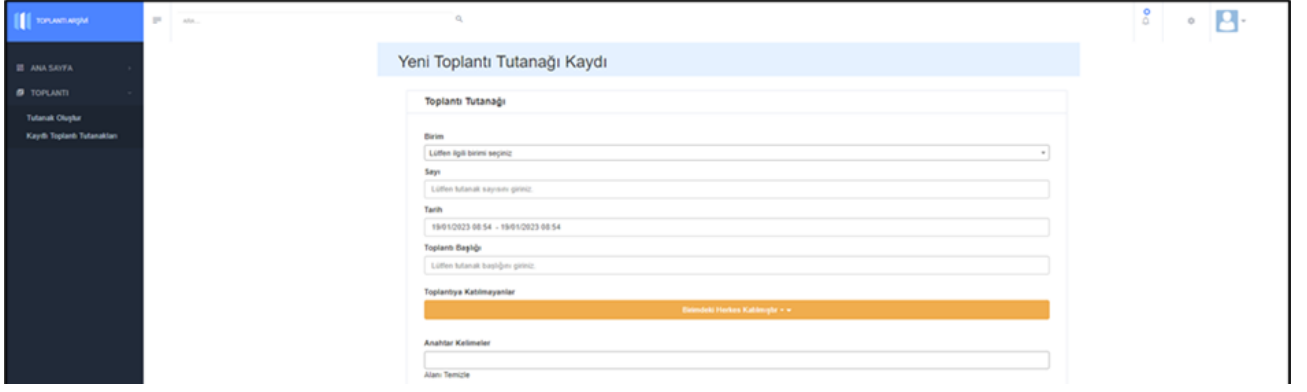 TOPLANTI ARŞİVİ
ARA...
ANA SAYFA
TOPLANTI
Tutanak Oluştur
Kayıtlı Toplantı Tutanakları
Yeni Toplantı Tutanağı Kaydı
Toplantı Tutanağı
Birim
Lütfen ilgili birimi seçiniz
Sayı
Lütfen tutanak sayısını giriniz.
Tarih
19/01/2023 08:54 - 19/01/2023 08:54
Toplantı Başlığı
Lütfen tutanak başlığını giriniz.
Toplantıya Katılmayanlar
Birimdeki Herkes Katılmıştır
Anahtar Kelimeler
Alanı Temizle